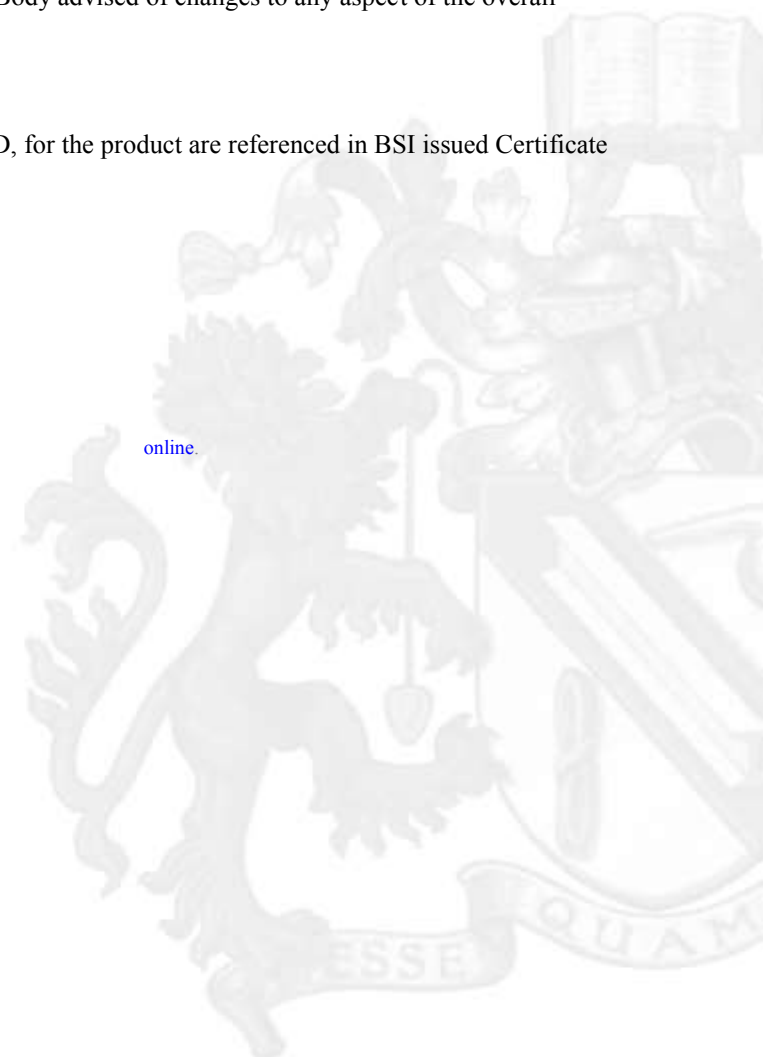 Body advised of changes to any aspect of the overall
, for the product are referenced in BSI issued Certificate
online.
ESSE
QUAM